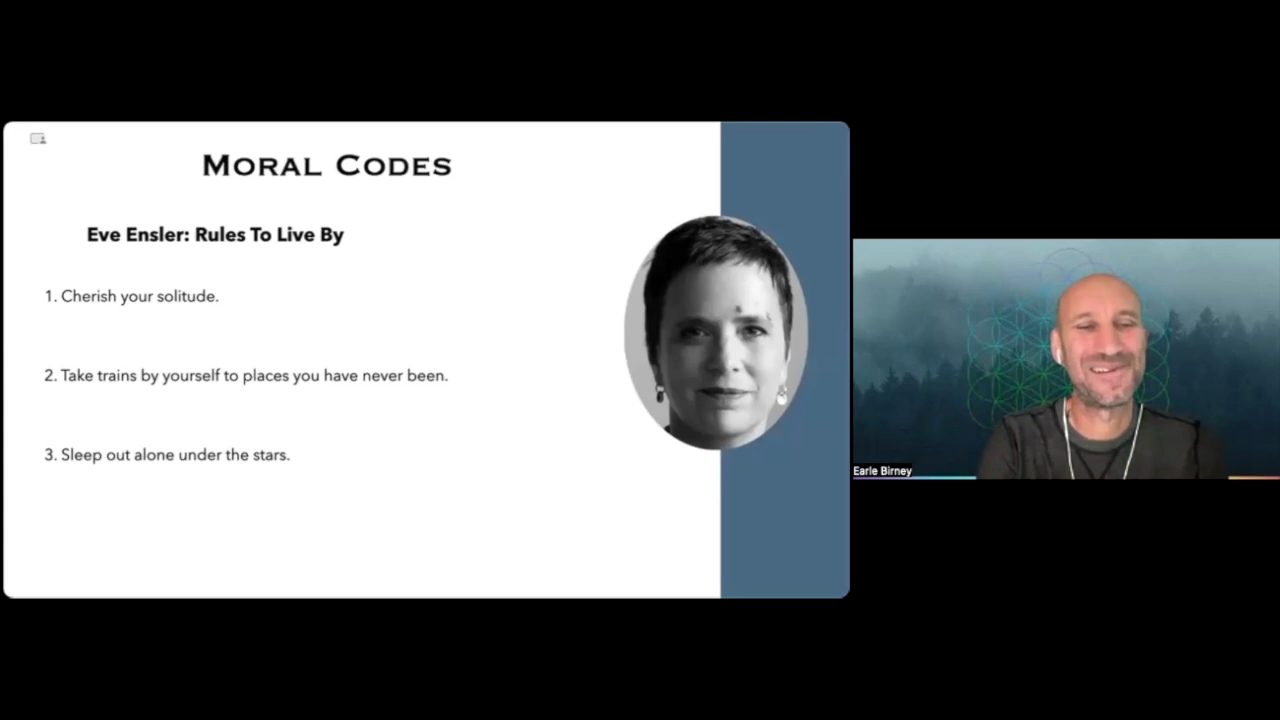 MORAL CODES
Eve Ensler: Rules To Live By
1. Cherish your solitude.
2. Take trains by yourself to places you have never been.
3. Sleep out alone under the stars.
Earle Birney